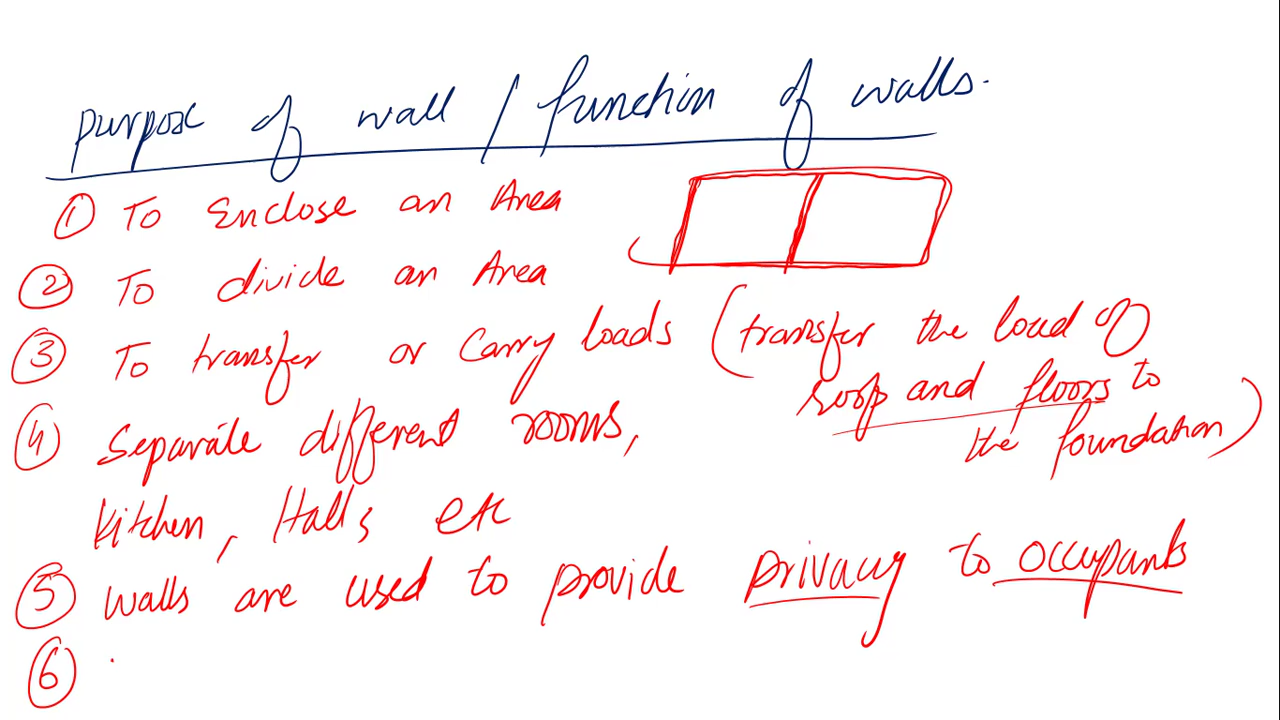 purpose of wall / function of walls.
① To Enclose an Area
② To divide an Area
③ To transfer or carry loads (transfer the load of
roof and floors to
the foundation)
④ Separate different rooms,
kitchen, Halls etc
⑤ walls are used to provide privacy to occupants
⑥